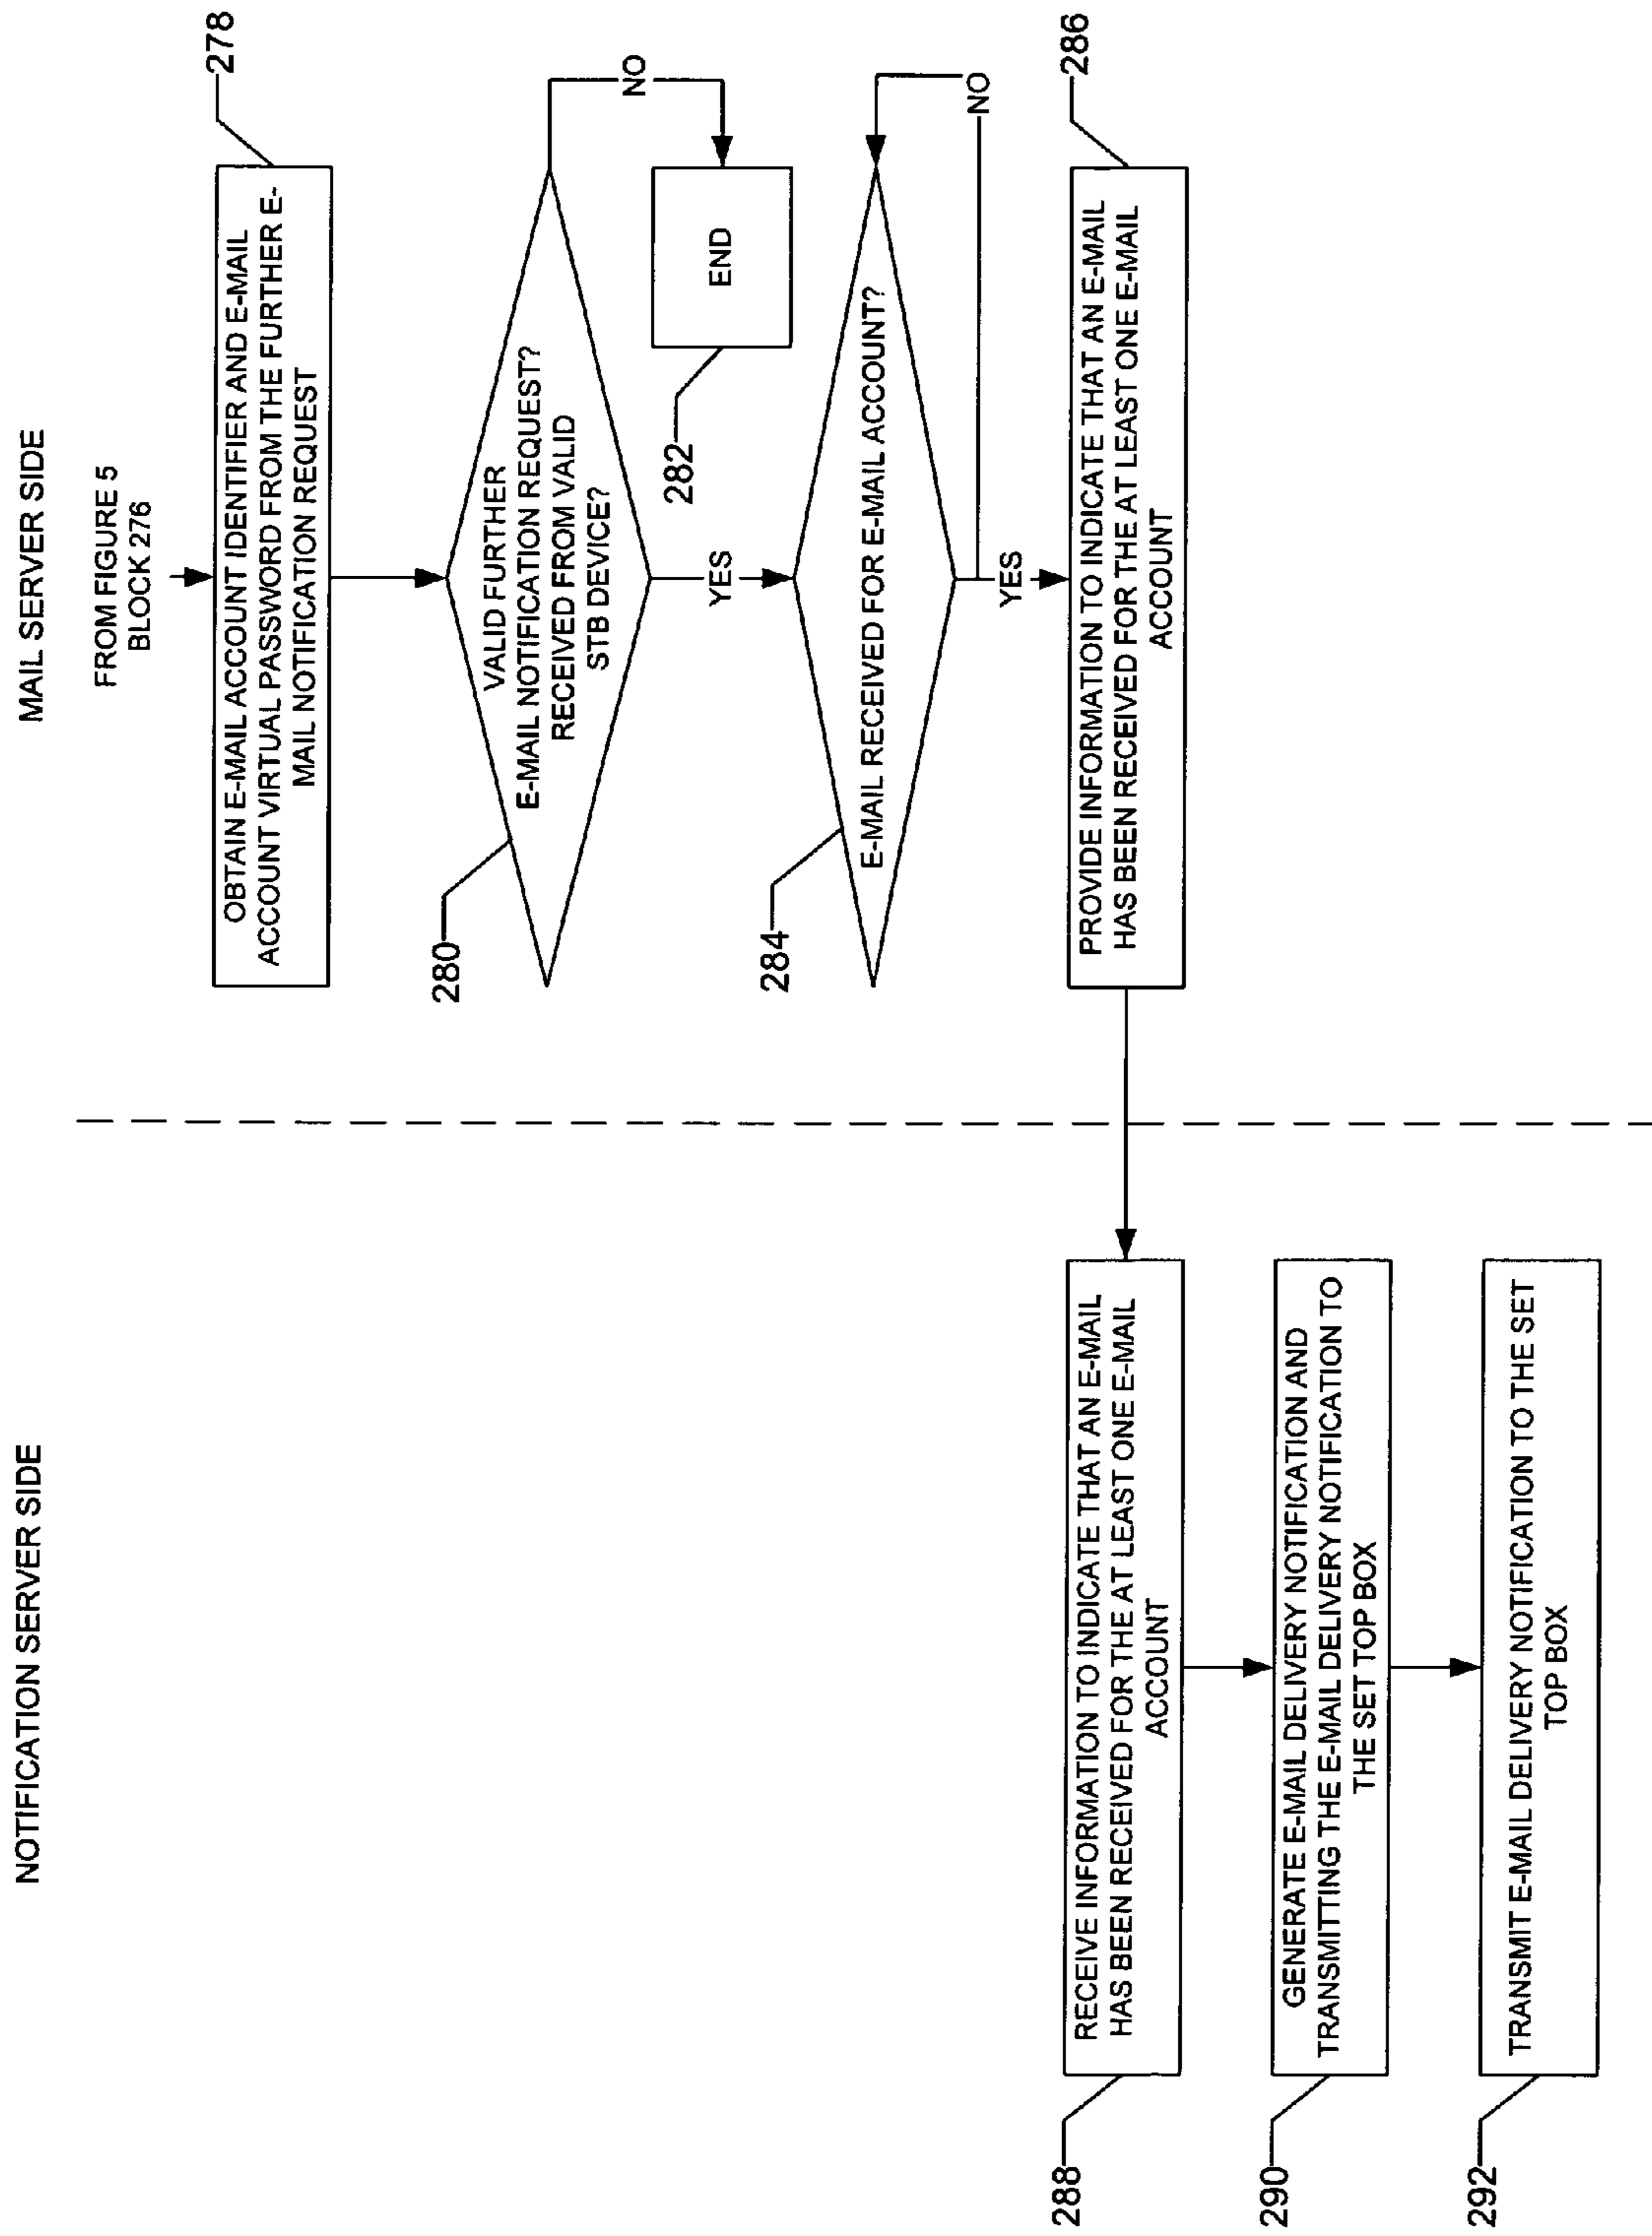 NOTIFICATION SERVER SIDE
MAIL SERVER SIDE
FROM FIGURE 5
BLOCK 276
OBTAIN E-MAIL ACCOUNT IDENTIFIER AND E-MAIL
ACCOUNT VIRTUAL PASSWORD FROM THE FURTHER E-
MAIL NOTIFICATION REQUEST
278
VALID FURTHER
E-MAIL NOTIFICATION REQUEST?
RECEIVED FROM VALID
STB DEVICE?
280
NO
END
282
YES
E-MAIL RECEIVED FOR E-MAIL ACCOUNT?
284
NO
YES
PROVIDE INFORMATION TO INDICATE THAT AN E-MAIL
HAS BEEN RECEIVED FOR THE AT LEAST ONE E-MAIL
ACCOUNT
286
RECEIVE INFORMATION TO INDICATE THAT AN E-MAIL
HAS BEEN RECEIVED FOR THE AT LEAST ONE E-MAIL
ACCOUNT
288
GENERATE E-MAIL DELIVERY NOTIFICATION AND
TRANSMITTING THE E-MAIL DELIVERY NOTIFICATION TO
THE SET TOP BOX
290
TRANSMIT E-MAIL DELIVERY NOTIFICATION TO THE SET
TOP BOX
292